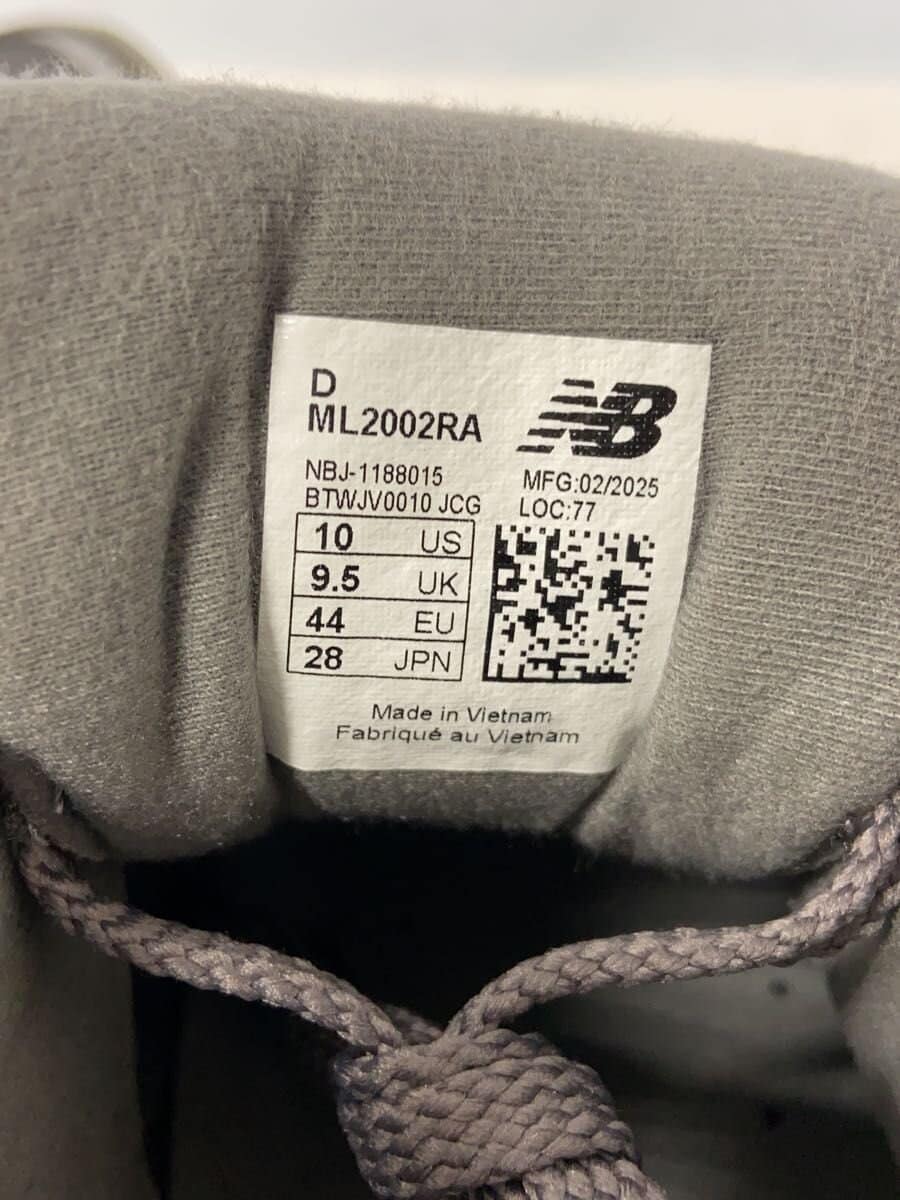 D
ML2002RA
NB
NBJ-1188015
MFG:02/2025
BTWJV0010 JCG
LOC:77
10 US
9.5 UK
44 EU
28 JPN
Made in Vietnam
Fabriqué au Vietnam